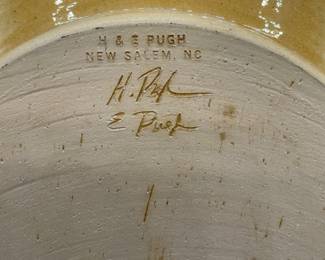 H & E PUGH
NEW SALEM, NC
H. Pugh
E Pugh